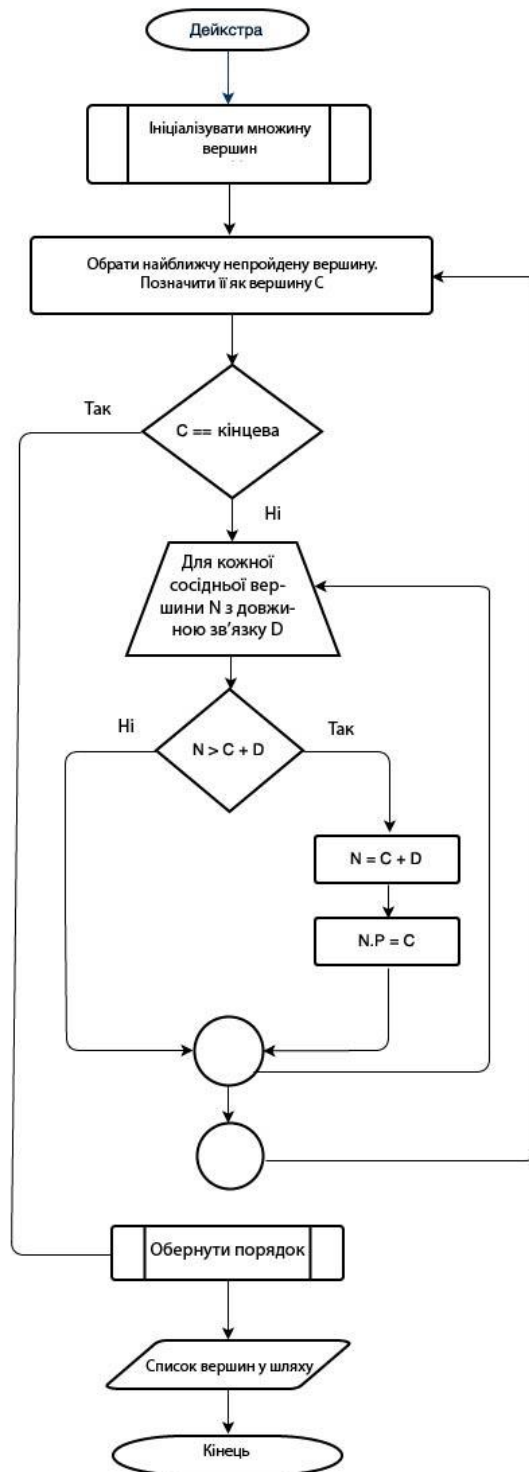 Дейкстра
Ініціалізувати множину
вершин
Обрати найближчу непройдену вершину.
Позначити її як вершину C
Так
C == кінцева
Ні
Для кожної
сосідньої вер-
шини N з довжи-
ною зв’язку D
Ні
N > C + D
Так
N = C + D
N.P = C
Обернути порядок
Список вершин у шляху
Кінець